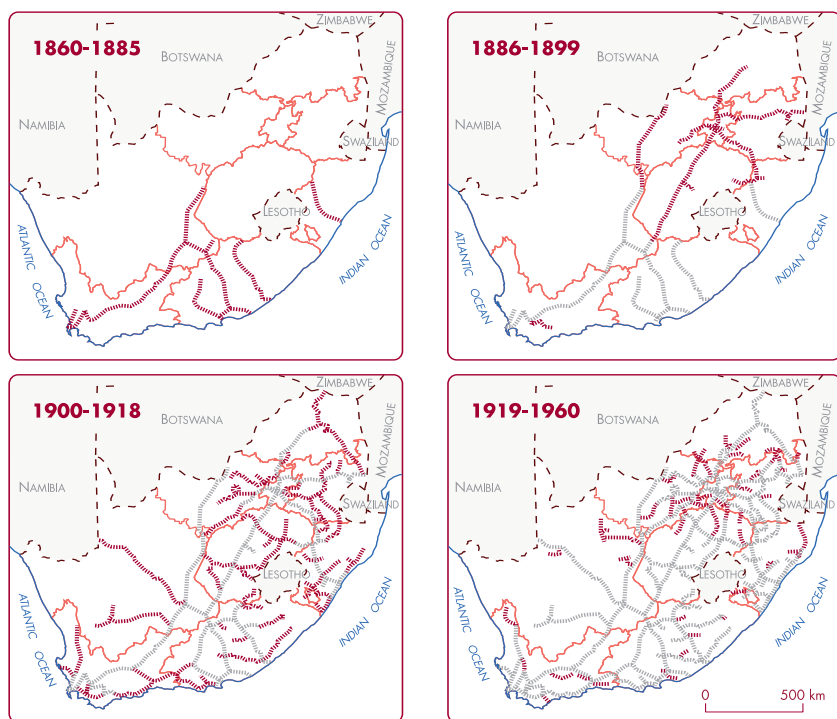 1860-1885
ZIMBABWE
BOTSWANA
MOZAMBIQUE
NAMIBIA
SWAZILAND
LESOTHO
ATLANTIC OCEAN
INDIAN OCEAN
1886-1899
ZIMBABWE
BOTSWANA
MOZAMBIQUE
NAMIBIA
SWAZILAND
LESOTHO
ATLANTIC OCEAN
INDIAN OCEAN
1900-1918
ZIMBABWE
BOTSWANA
MOZAMBIQUE
NAMIBIA
SWAZILAND
LESOTHO
ATLANTIC OCEAN
INDIAN OCEAN
1919-1960
ZIMBABWE
BOTSWANA
MOZAMBIQUE
NAMIBIA
SWAZILAND
LESOTHO
ATLANTIC OCEAN
INDIAN OCEAN
0 500 km